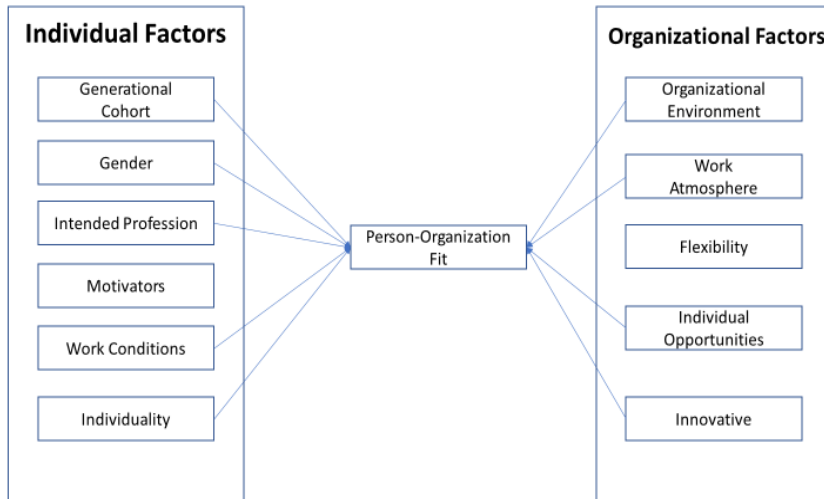 Individual Factors
Generational
Cohort
Gender
Intended Profession
Motivators
Work Conditions
Individuality
Person-Organization
Fit
Organizational Factors
Organizational
Environment
Work
Atmosphere
Flexibility
Individual
Opportunities
Innovative